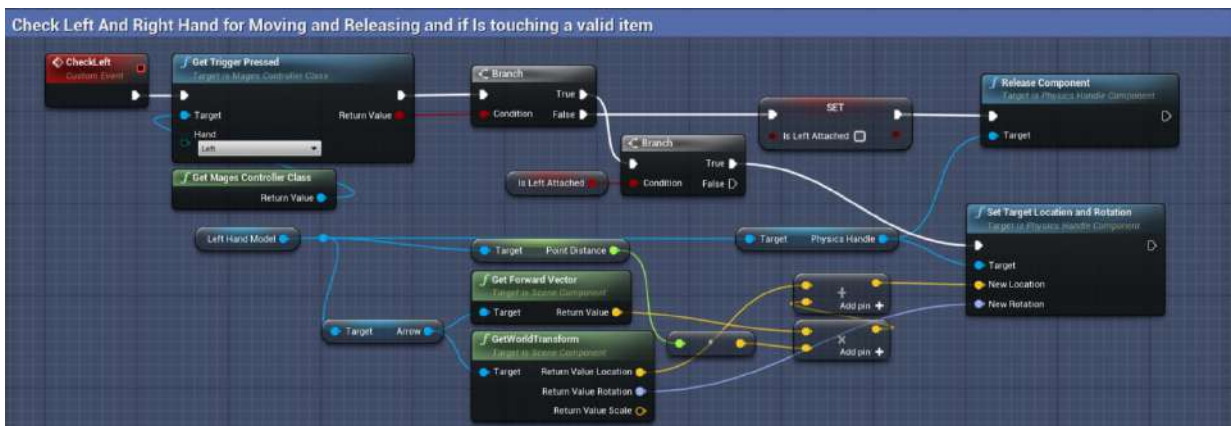 Check Left And Right Hand for Moving and Releasing and if Is touching a valid item
CheckLeft
Custom Event
f Get Trigger Pressed
Target is Mages Controller Class
Target
Return Value
Hand
Left
f Get Mages Controller Class
Return Value
Branch
True
Condition
False
Branch
True
Condition
False
Is Left Attached
SET
Is Left Attached
f Release Component
Target is Physics Handle Component
Target
Left Hand Model
Target Point Distance
Target Physics Handle
f Set Target Location and Rotation
Target is Physics Handle Component
Target
New Location
New Rotation
f Get Forward Vector
Target is Scene Component
Target Return Value
Target Arrow
f GetWorldTransform
Target is Scene Component
Target Return Value Location
Return Value Rotation
Return Value Scale
+
Add pin +
×
Add pin +